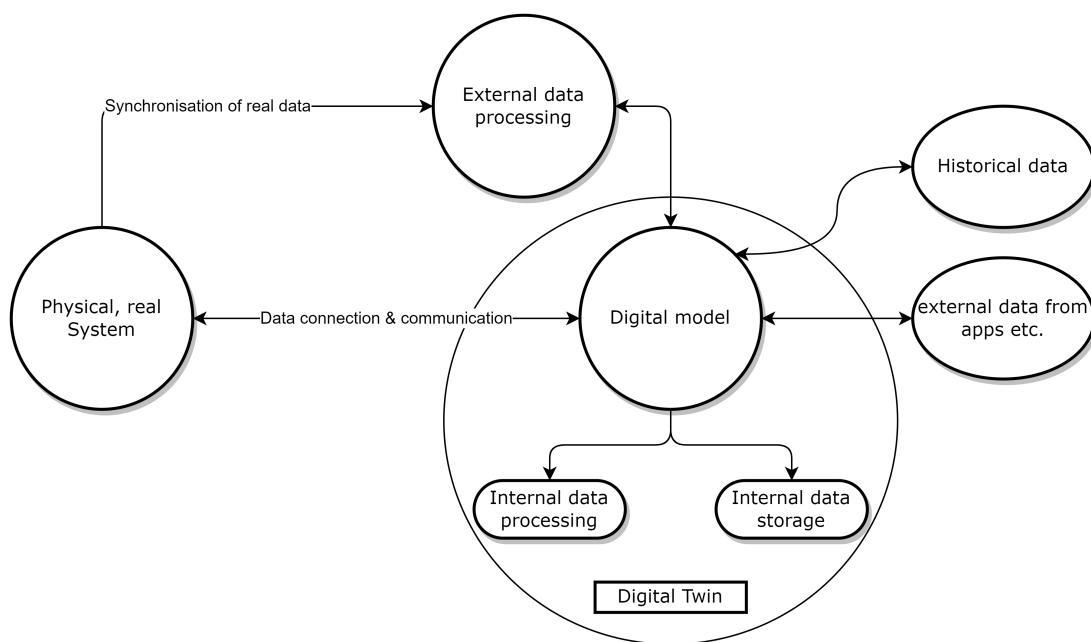 External data
processing
Synchronisation of real data
Historical data
Physical, real
System
Data connection & communication
Digital model
external data from
apps etc.
Internal data
processing
Internal data
storage
Digital Twin